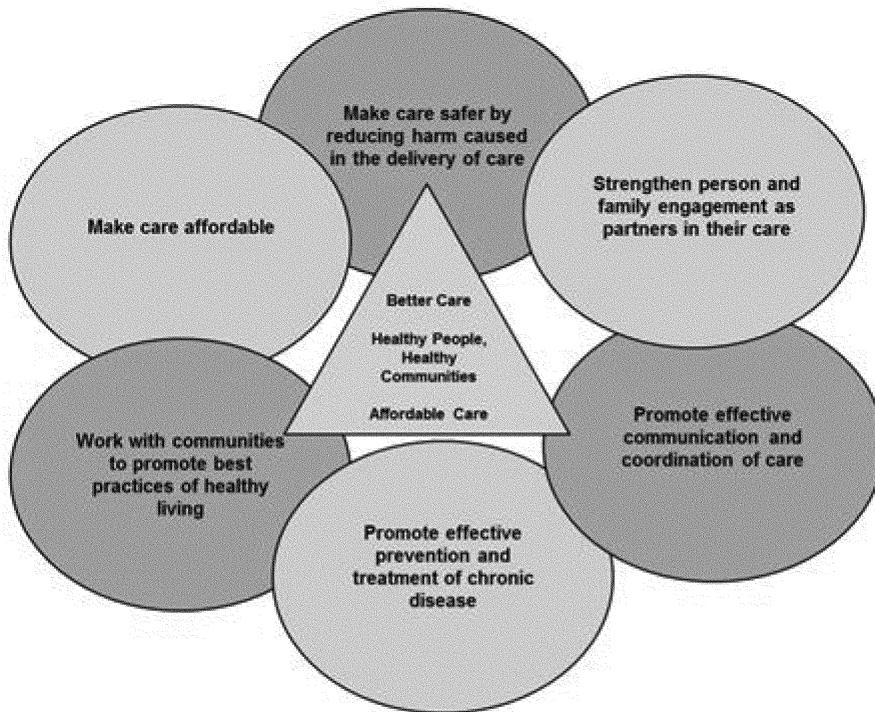 Make care safer by
reducing harm caused
in the delivery of care
Strengthen person and
family engagement as
partners in their care
Make care affordable
Better Care
Healthy People,
Healthy
Communities
Affordable Care
Promote effective
communication and
coordination of care
Work with communities
to promote best
practices of healthy
living
Promote effective
prevention and
treatment of chronic
disease